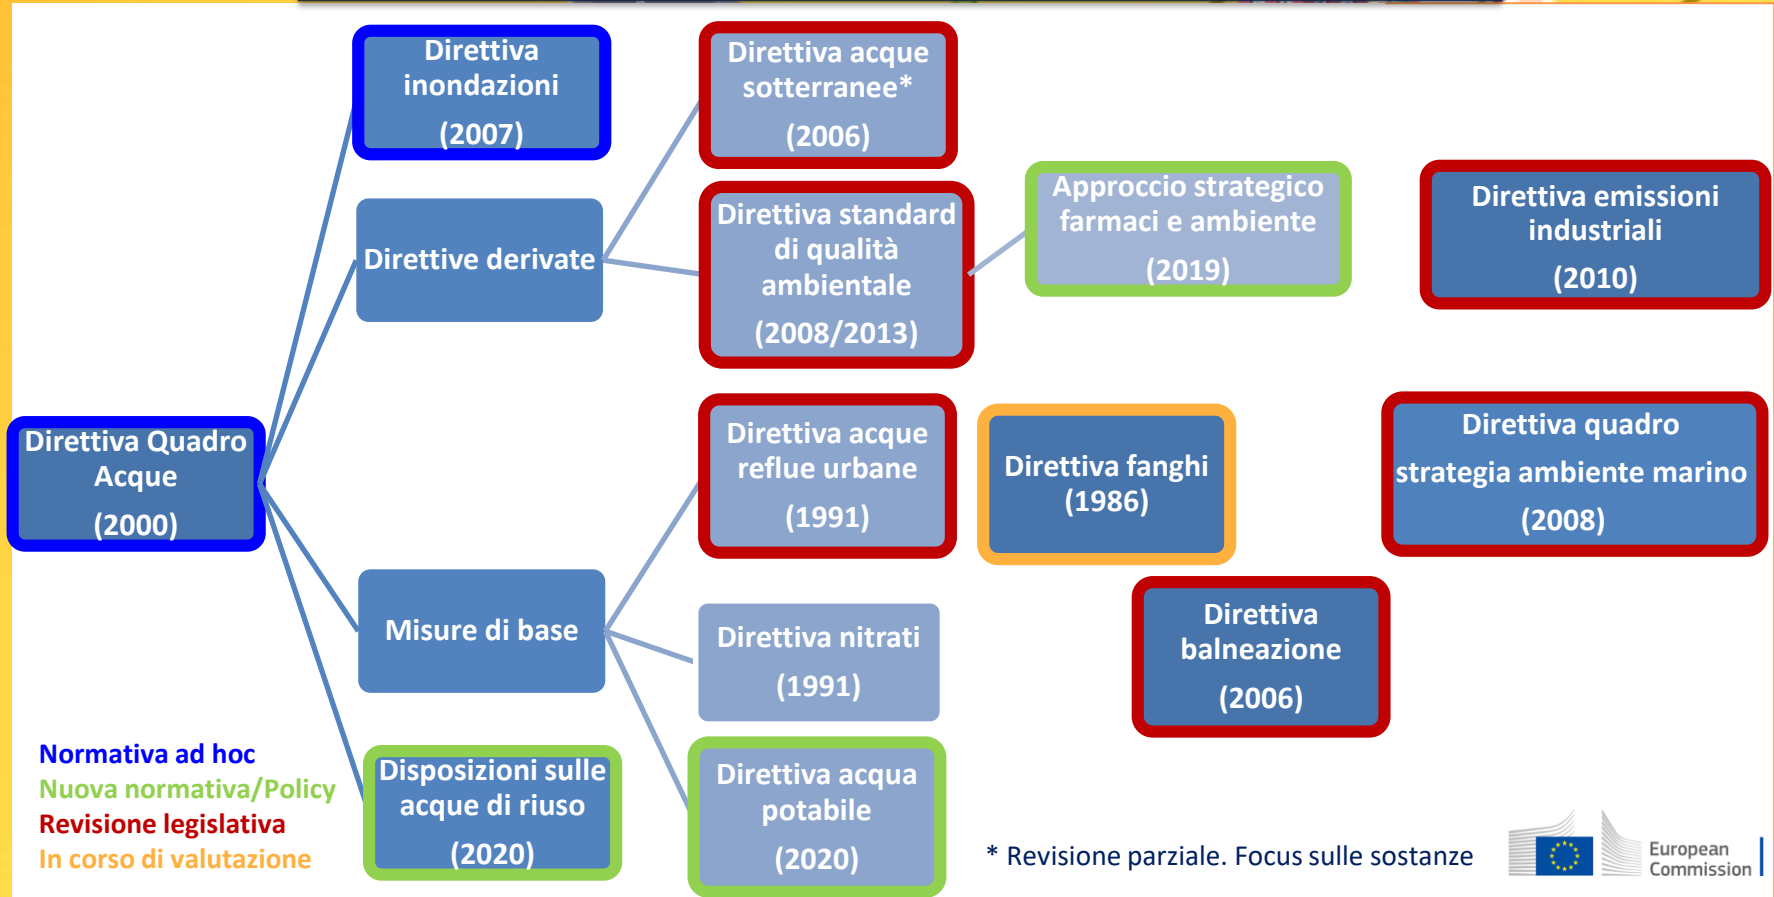 Direttiva
inondazioni
(2007)
Direttiva acque
sotterranee*
(2006)
Direttive derivate
Direttiva standard
di qualità
ambientale
(2008/2013)
Approccio strategico
farmaci e ambiente
(2019)
Direttiva emissioni
industriali
(2010)
Direttiva Quadro
Acque
(2000)
Direttiva acque
reflue urbane
(1991)
Direttiva fanghi
(1986)
Direttiva quadro
strategia ambiente marino
(2008)
Misure di base
Direttiva nitrati
(1991)
Direttiva
balneazione
(2006)
Disposizioni sulle
acque di riuso
(2020)
Direttiva acqua
potabile
(2020)
Normativa ad hoc
Nuova normativa/Policy
Revisione legislativa
In corso di valutazione
* Revisione parziale. Focus sulle sostanze
European
Commission